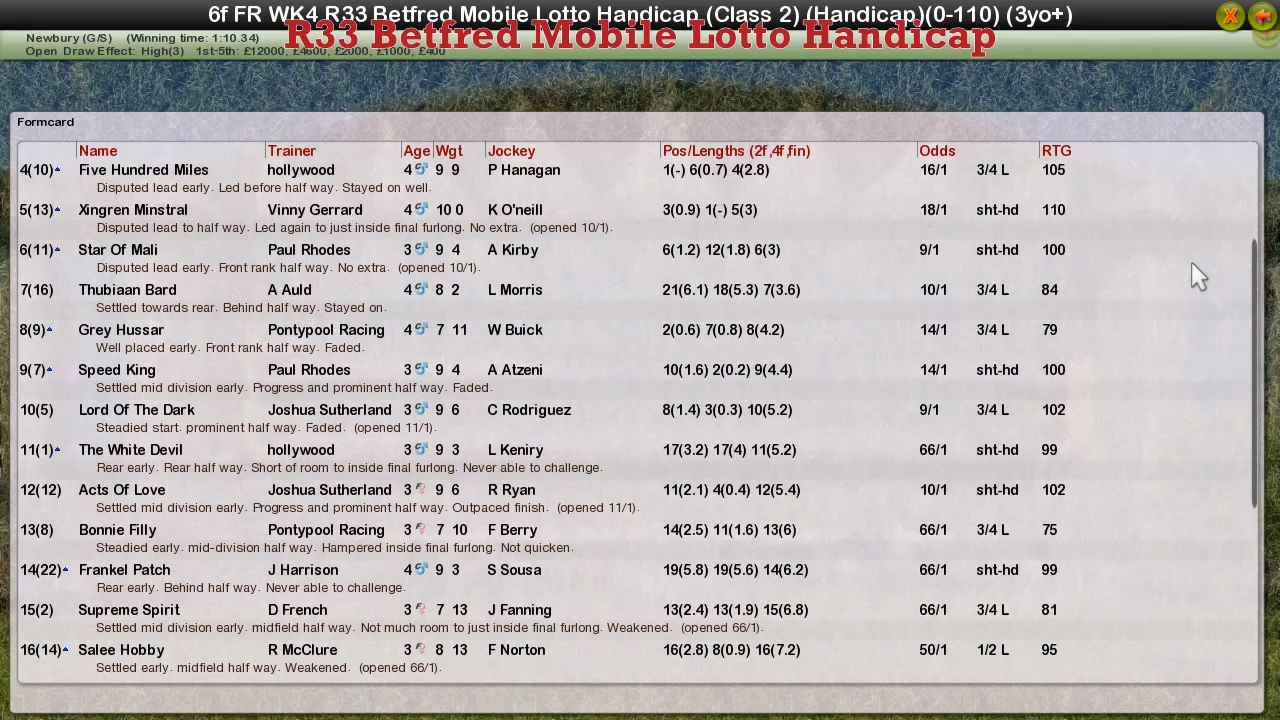 6f FR WK4 R33 Betfred Mobile Lotto Handicap (Class 2) (Handicap)(0-110) (3yo+)
R33 Betfred Mobile Lotto Handicap
Newbury (G/S) (Winning time: 1:10.34)
Open Draw Effect: High(3) 1st-5th: £12000, £4600, £2000, £1000, £400
Formcard
Name Trainer Age Wgt Jockey Pos/Lengths (2f,4f,fin) Odds RTG
4(10) Five Hundred Miles hollywood 4 9 9 P Hanagan 1(-) 6(0.7) 4(2.8) 16/1 3/4 L 105
Disputed lead early. Led before half way. Stayed on well.
5(13) Xingren Minstral Vinny Gerrard 4 10 0 K O'neill 3(0.9) 1(-) 5(3) 18/1 sht-hd 110
Disputed lead to half way. Led again to just inside final furlong. No extra. (opened 10/1).
6(11) Star Of Mali Paul Rhodes 3 9 4 A Kirby 6(1.2) 12(1.8) 6(3) 9/1 sht-hd 100
Disputed lead early. Front rank half way. No extra. (opened 10/1).
7(16) Thubiaan Bard A Auld 4 8 2 L Morris 21(6.1) 18(5.3) 7(3.6) 10/1 3/4 L 84
Settled towards rear. Behind half way. Stayed on.
8(9) Grey Hussar Pontypool Racing 4 7 11 W Buick 2(0.6) 7(0.8) 8(4.2) 14/1 3/4 L 79
Well placed early. Front rank half way. Faded.
9(7) Speed King Paul Rhodes 3 9 4 A Atzeni 10(1.6) 2(0.2) 9(4.4) 14/1 sht-hd 100
Settled mid division early. Progress and prominent half way. Faded.
10(5) Lord Of The Dark Joshua Sutherland 3 9 6 C Rodriguez 8(1.4) 3(0.3) 10(5.2) 9/1 3/4 L 102
Steadied start. prominent half way. Faded. (opened 11/1).
11(1) The White Devil hollywood 3 9 3 L Keniry 17(3.2) 17(4) 11(5.2) 66/1 sht-hd 99
Rear early. Rear half way. Short of room to inside final furlong. Never able to challenge.
12(12) Acts Of Love Joshua Sutherland 3 9 6 R Ryan 11(2.1) 4(0.4) 12(5.4) 10/1 sht-hd 102
Settled mid division early. Progress and prominent half way. Outpaced finish. (opened 11/1).
13(8) Bonnie Filly Pontypool Racing 3 7 10 F Berry 14(2.5) 11(1.6) 13(6) 66/1 3/4 L 75
Steadied early. mid-division half way. Hampered inside final furlong. Not quicken.
14(22) Frankel Patch J Harrison 4 9 3 S Sousa 19(5.8) 19(5.6) 14(6.2) 66/1 sht-hd 99
Rear early. Behind half way. Never able to challenge.
15(2) Supreme Spirit D French 3 7 13 J Fanning 13(2.4) 13(1.9) 15(6.8) 66/1 3/4 L 81
Settled mid division early. midfield half way. Not much room to just inside final furlong. Weakened. (opened 66/1).
16(14) Salee Hobby R McClure 3 8 13 F Norton 16(2.8) 8(0.9) 16(7.2) 50/1 1/2 L 95
Settled early. midfield half way. Weakened. (opened 66/1).